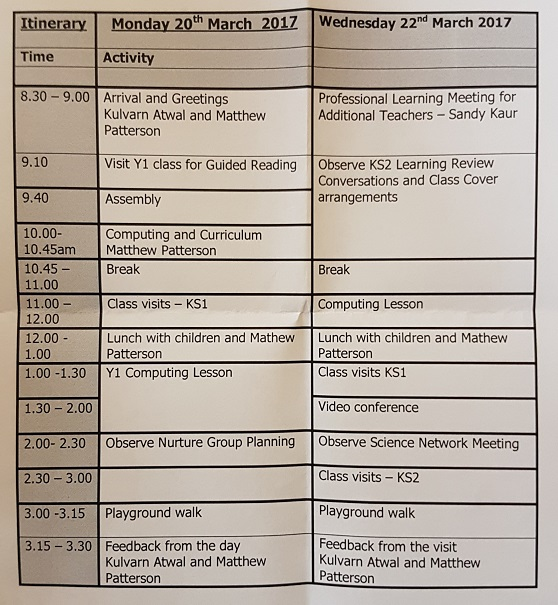 Itinerary Monday 20th March 2017 Wednesday 22nd March 2017
Time Activity
8.30 – 9.00 Arrival and Greetings
Kulvarn Atwal and Matthew
Patterson
Professional Learning Meeting for
Additional Teachers – Sandy Kaur
9.10 Visit Y1 class for Guided Reading
Observe KS2 Learning Review
Conversations and Class Cover
arrangements
9.40 Assembly
10.00-
10.45am
Computing and Curriculum
Matthew Patterson
10.45 –
11.00
Break
Break
11.00 –
12.00
Class visits – KS1
Computing Lesson
12.00 -
1.00
Lunch with children and Mathew
Patterson
Lunch with children and Mathew
Patterson
1.00 -1.30 Y1 Computing Lesson
Class visits KS1
1.30 – 2.00
Video conference
2.00- 2.30 Observe Nurture Group Planning
Observe Science Network Meeting
2.30 – 3.00
Class visits – KS2
3.00 -3.15 Playground walk
Playground walk
3.15 – 3.30 Feedback from the day
Kulvarn Atwal and Matthew
Patterson
Feedback from the visit
Kulvarn Atwal and Matthew
Patterson